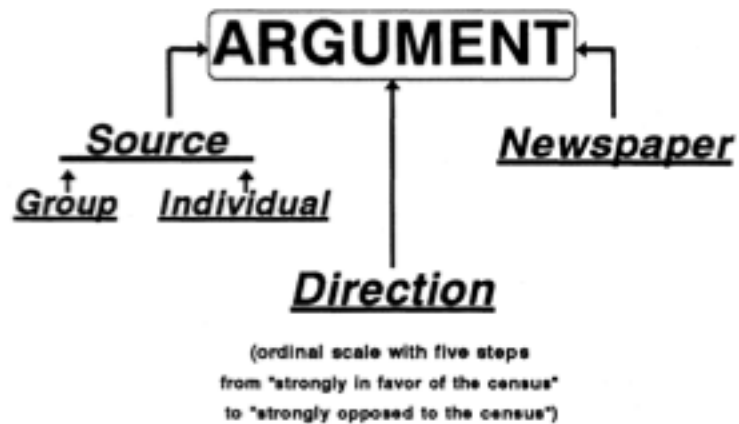 ARGUMENT
Source
Newspaper
Group
Individual
Direction
(ordinal scale with five steps
from "strongly in favor of the census"
to "strongly opposed to the census")